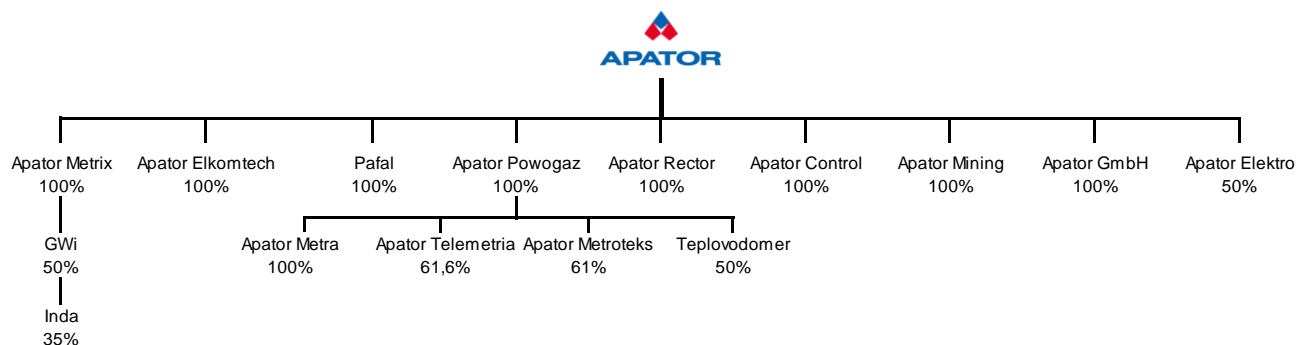 APATOR
Apator Metrix Apator Elkomtech Pafal Apator Powogaz Apator Rector Apator Control Apator Mining Apator GmbH Apator Elektro
100% 100% 100% 100% 100% 100% 100% 100% 50%
GWi Apator Metra Apator Telemetria Apator Metroteks Teplovodomer
50% 100% 61,6% 61% 50%
Inda
35%